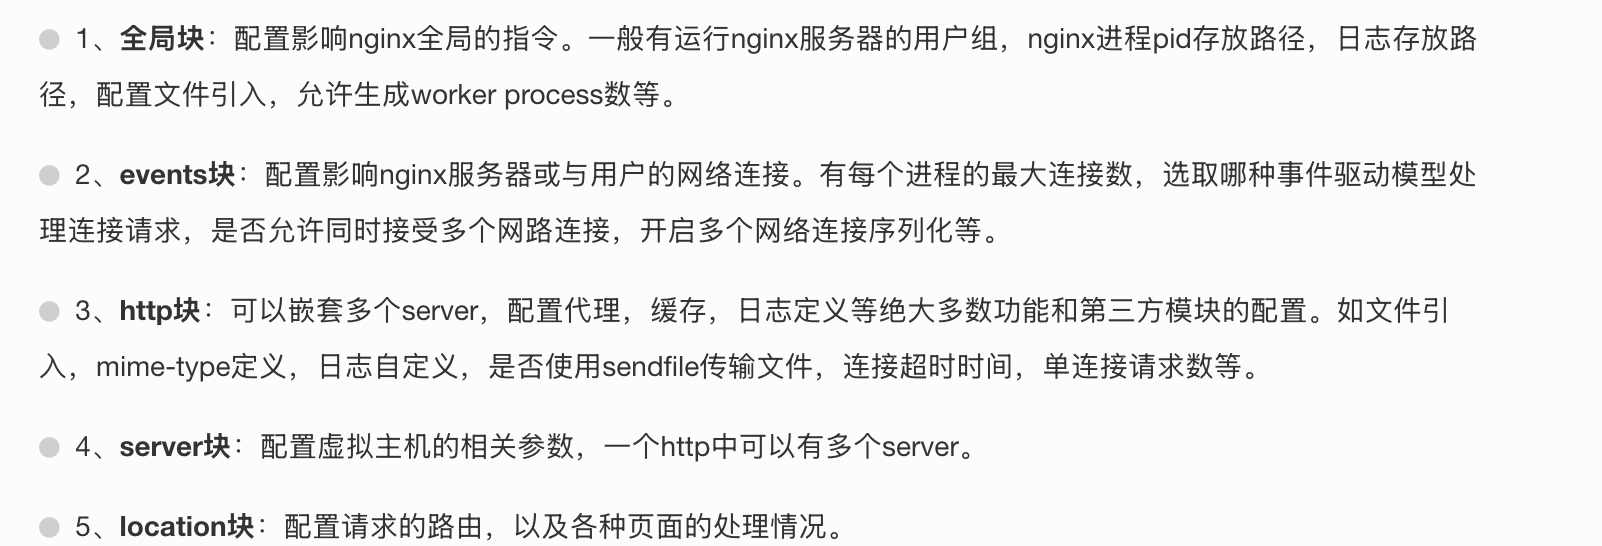 1、全局块：配置影响nginx全局的指令。一般有运行nginx服务器的用户组，nginx进程pid存放路径，日志存放路
径，配置文件引入，允许生成worker process数等。
2、events块：配置影响nginx服务器或与用户的网络连接。有每个进程的最大连接数，选取哪种事件驱动模型处
理连接请求，是否允许同时接受多个网路连接，开启多个网络连接序列化等。
3、http块：可以嵌套多个server，配置代理，缓存，日志定义等绝大多数功能和第三方模块的配置。如文件引
入，mime-type定义，日志自定义，是否使用sendfile传输文件，连接超时时间，单连接请求数等。
4、server块：配置虚拟主机的相关参数，一个http中可以有多个server。
5、location块：配置请求的路由，以及各种页面的处理情况。